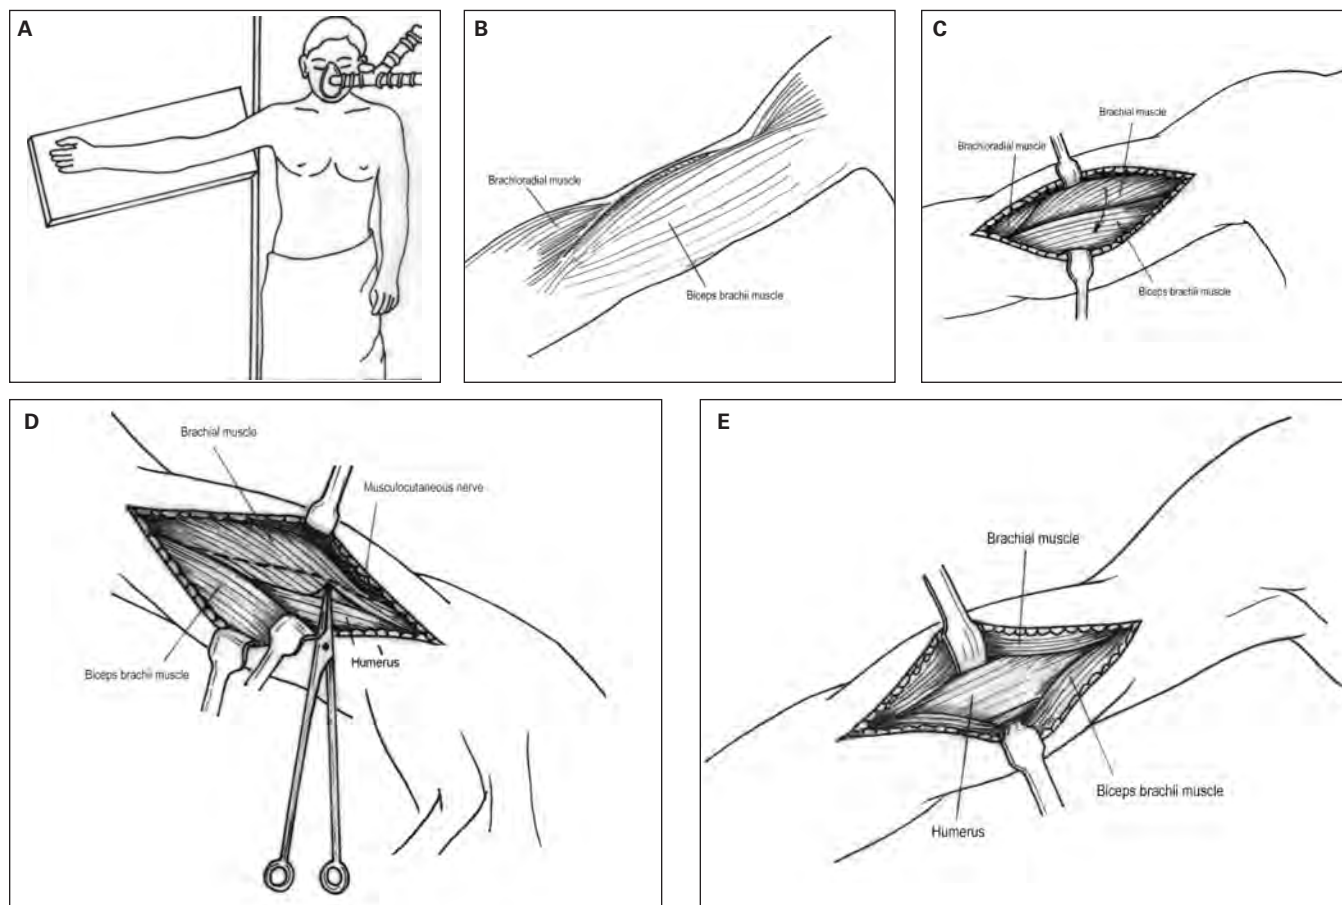 A
B
Brachioradial muscle
Biceps brachii muscle
C
Brachial muscle
Brachioradial muscle
Biceps brachii muscle
D
Brachial muscle
Musculocutaneous nerve
Biceps brachii muscle
Humerus
E
Brachial muscle
Biceps brachii muscle
Humerus